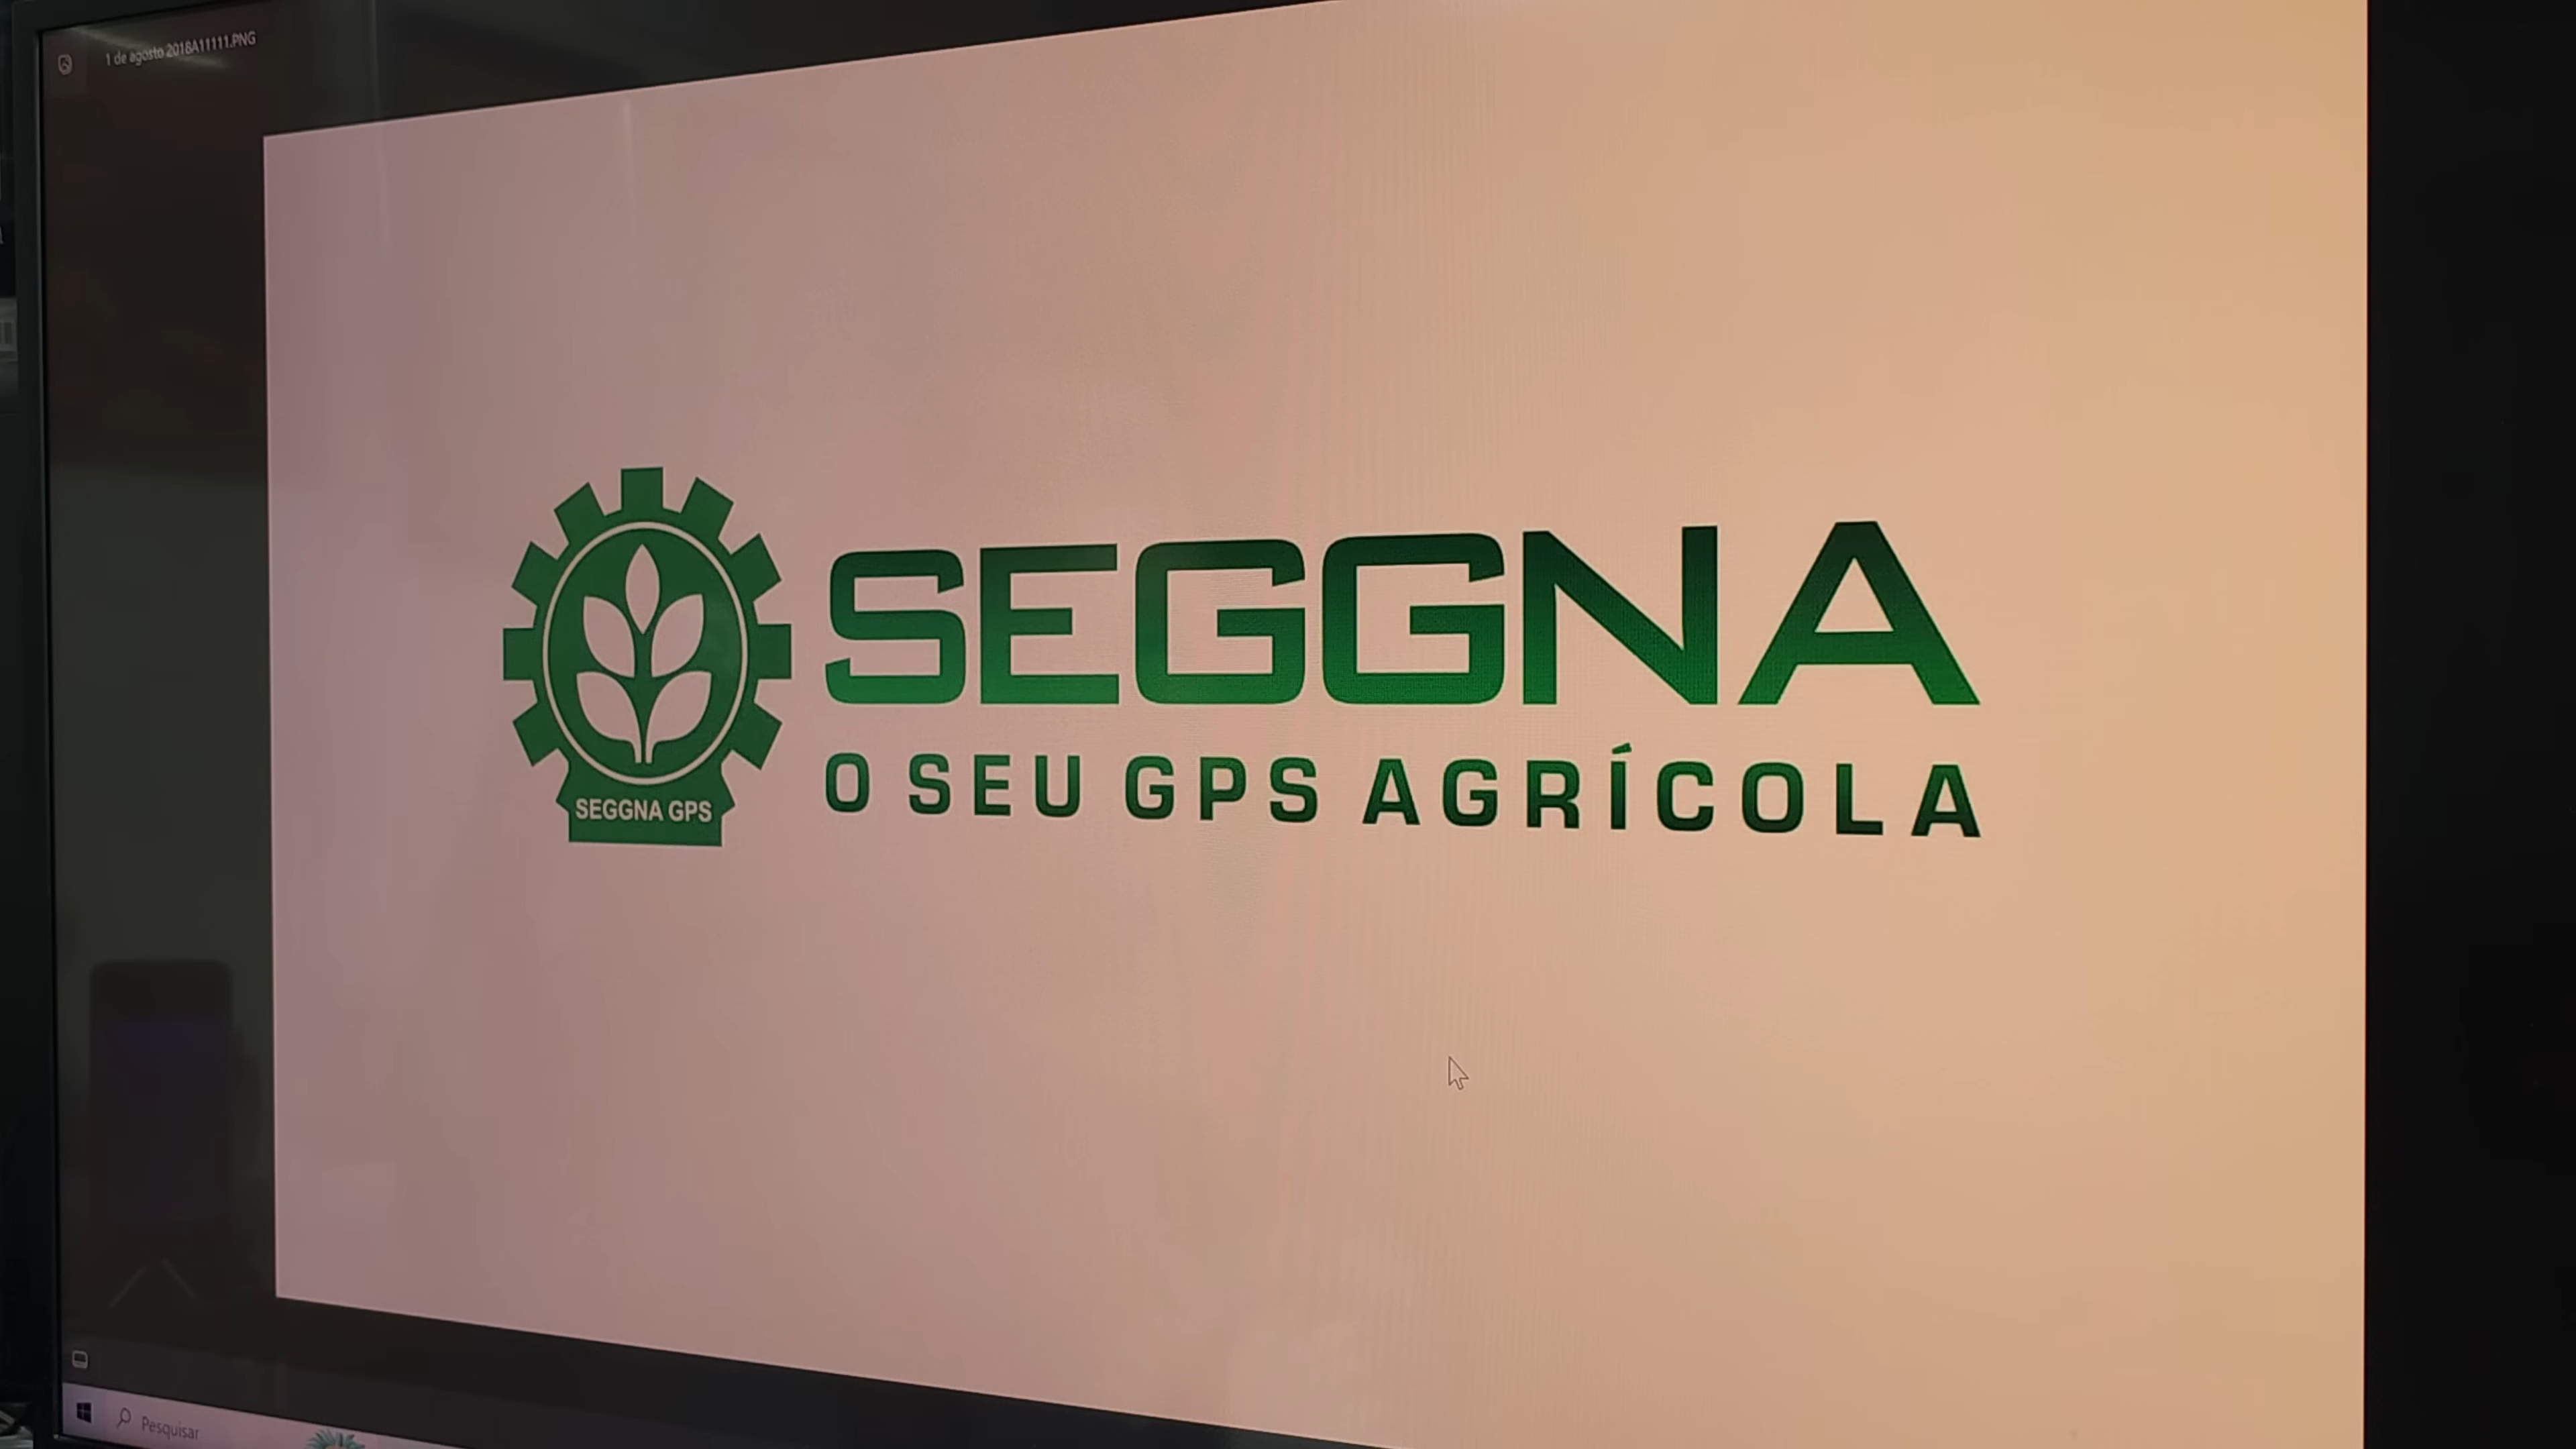 1 de agosto 2018A11111.PNG
SEGGNA
O SEU GPS AGRÍCOLA
SEGGNA GPS
Pesquisar